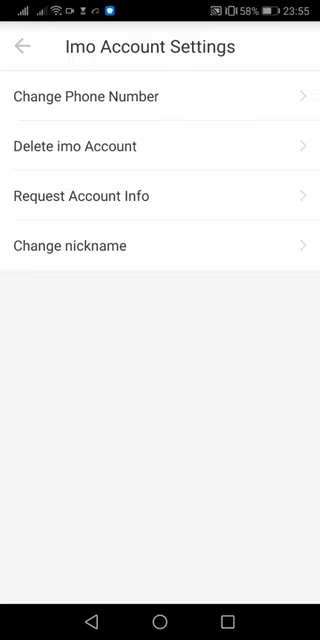 58% 23:55
Imo Account Settings
Change Phone Number
Delete imo Account
Request Account Info
Change nickname